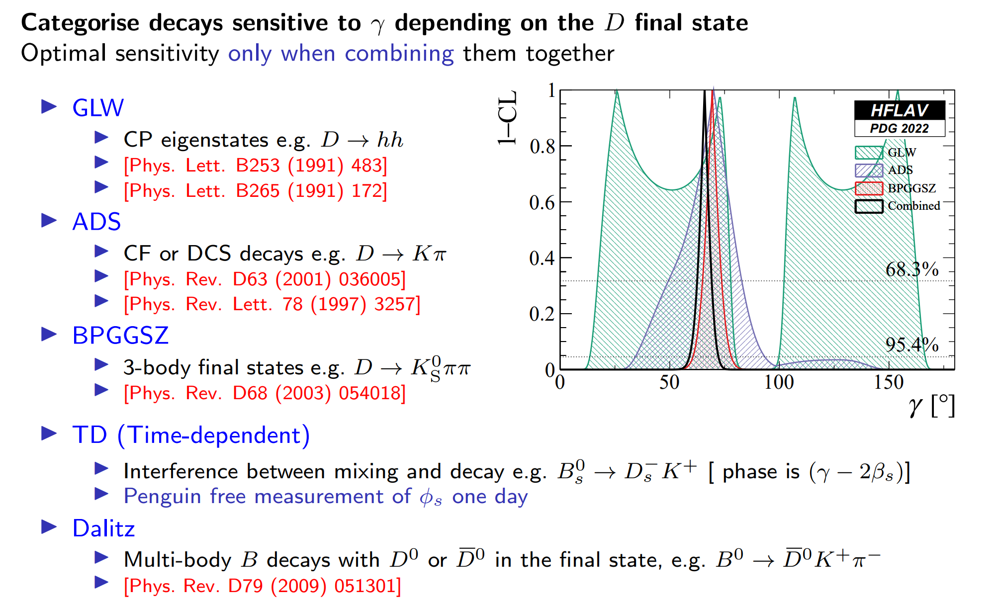 Categorise decays sensitive to γ depending on the D final state
Optimal sensitivity only when combining them together
GLW
CP eigenstates e.g. D → hh
[Phys. Lett. B253 (1991) 483]
[Phys. Lett. B265 (1991) 172]
ADS
CF or DCS decays e.g. D → Kπ
[Phys. Rev. D63 (2001) 036005]
[Phys. Rev. Lett. 78 (1997) 3257]
BPGGSZ
3-body final states e.g. D → K⁰_S ππ
[Phys. Rev. D68 (2003) 054018]
1–CL
1
0.8
0.6
0.4
0.2
0
0 50 100 150
γ [°]
HFLAV
PDG 2022
GLW
ADS
BPGGSZ
Combined
68.3%
95.4%
TD (Time-dependent)
Interference between mixing and decay e.g. B⁰_s → D⁻_s K⁺ [ phase is (γ − 2β_s)]
Penguin free measurement of ϕ_s one day
Dalitz
Multi-body B decays with D⁰ or D̅⁰ in the final state, e.g. B⁰ → D̅⁰K⁺π⁻
[Phys. Rev. D79 (2009) 051301]